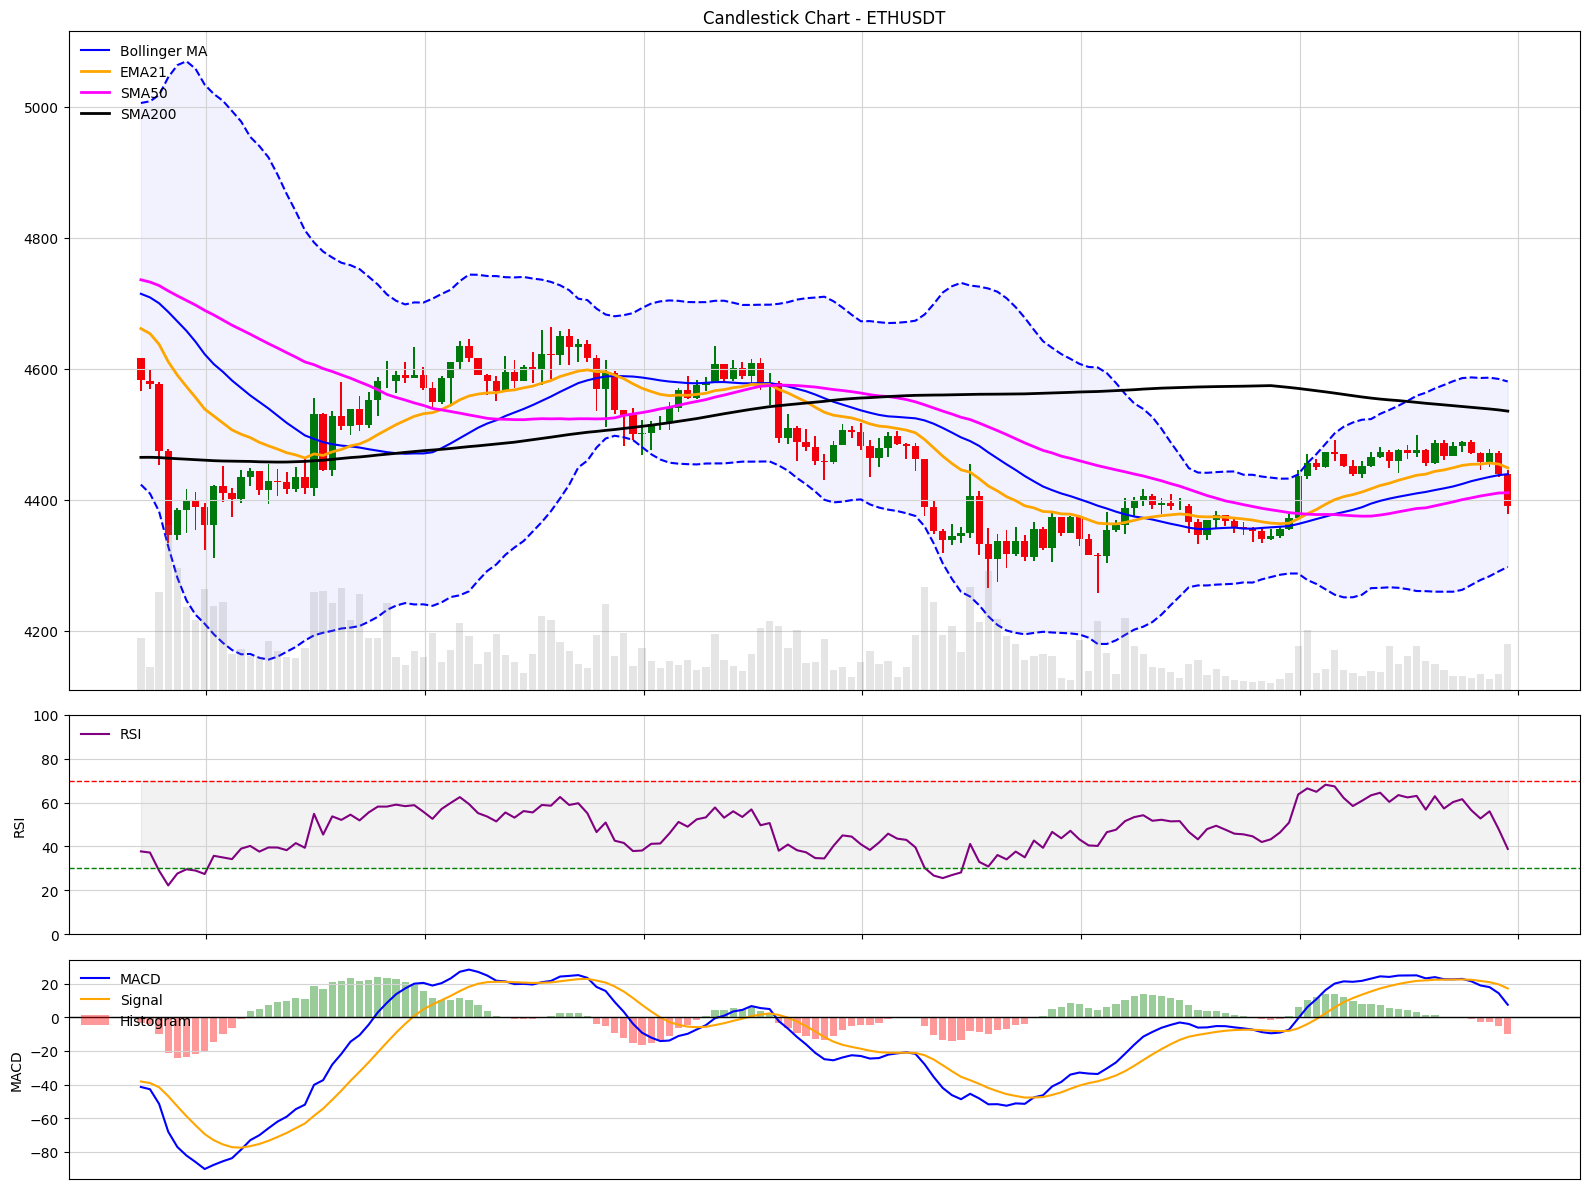 Candlestick Chart - ETHUSDT
Bollinger MA
EMA21
SMA50
SMA200
5000
4800
4600
4400
4200
RSI
RSI
100
80
60
40
20
0
MACD
Signal
Histogram
MACD
20
0
−20
−40
−60
−80